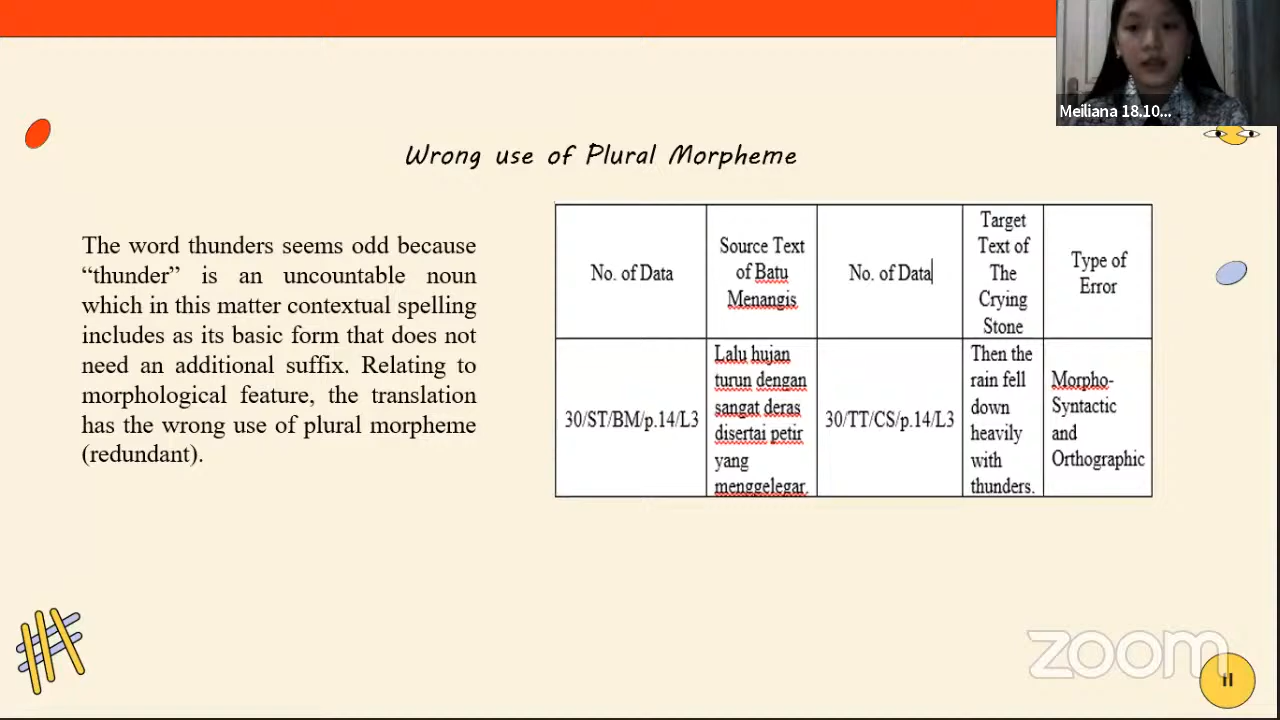 Meiliana 18.10...
Wrong use of Plural Morpheme
The word thunders seems odd because
“thunder” is an uncountable noun
which in this matter contextual spelling
includes as its basic form that does not
need an additional suffix. Relating to
morphological feature, the translation
has the wrong use of plural morpheme
(redundant).
No. of Data
Source Text
of Batu
Menangis
No. of Data
Target
Text of
The
Crying
Stone
Type of
Error
30/ST/BM/p.14/L3
Lalu hujan
turun dengan
sangat deras
disertai petir
yang
menggelegar.
30/TT/CS/p.14/L3
Then the
rain fell
down
heavily
with
thunders.
Morpho-
Syntactic
and
Orthographic
zoom
11